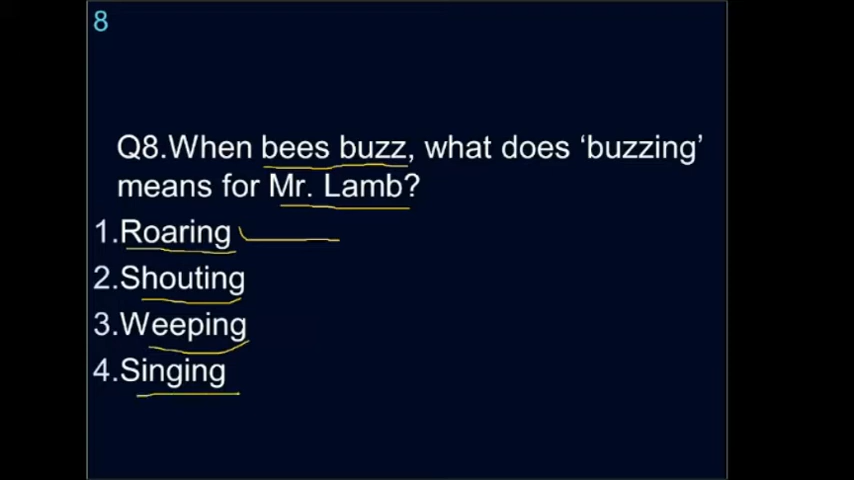 8
Q8.When bees buzz, what does ‘buzzing’
means for Mr. Lamb?
1.Roaring
2.Shouting
3.Weeping
4.Singing